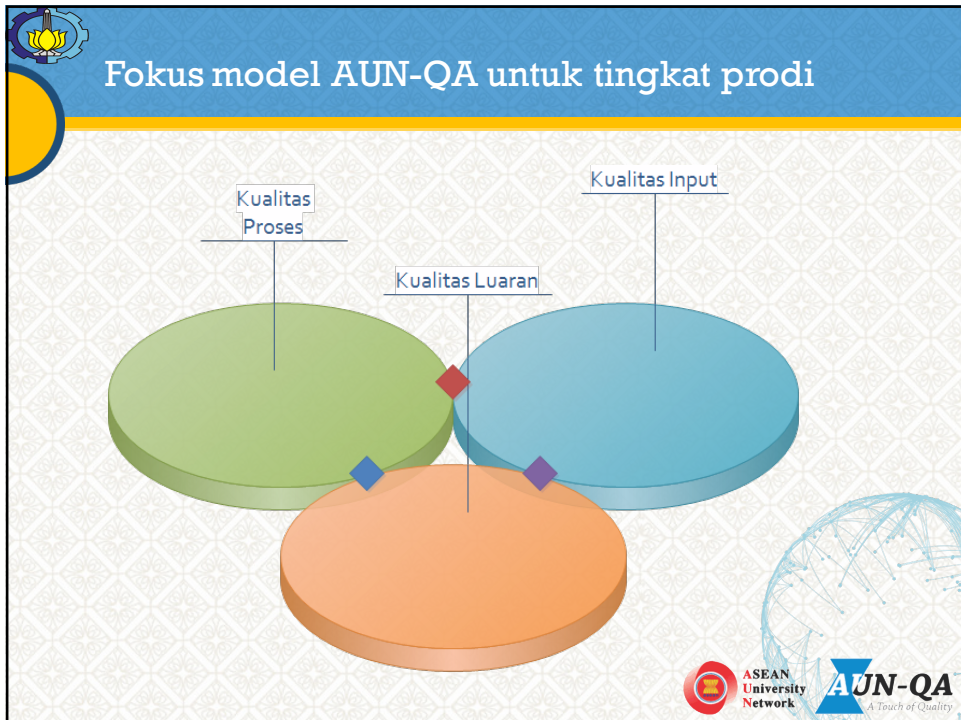 Fokus model AUN-QA untuk tingkat prodi
Kualitas
Proses
Kualitas Input
Kualitas Luaran
ASEAN
University
Network
AUN-QA
A Touch of Quality